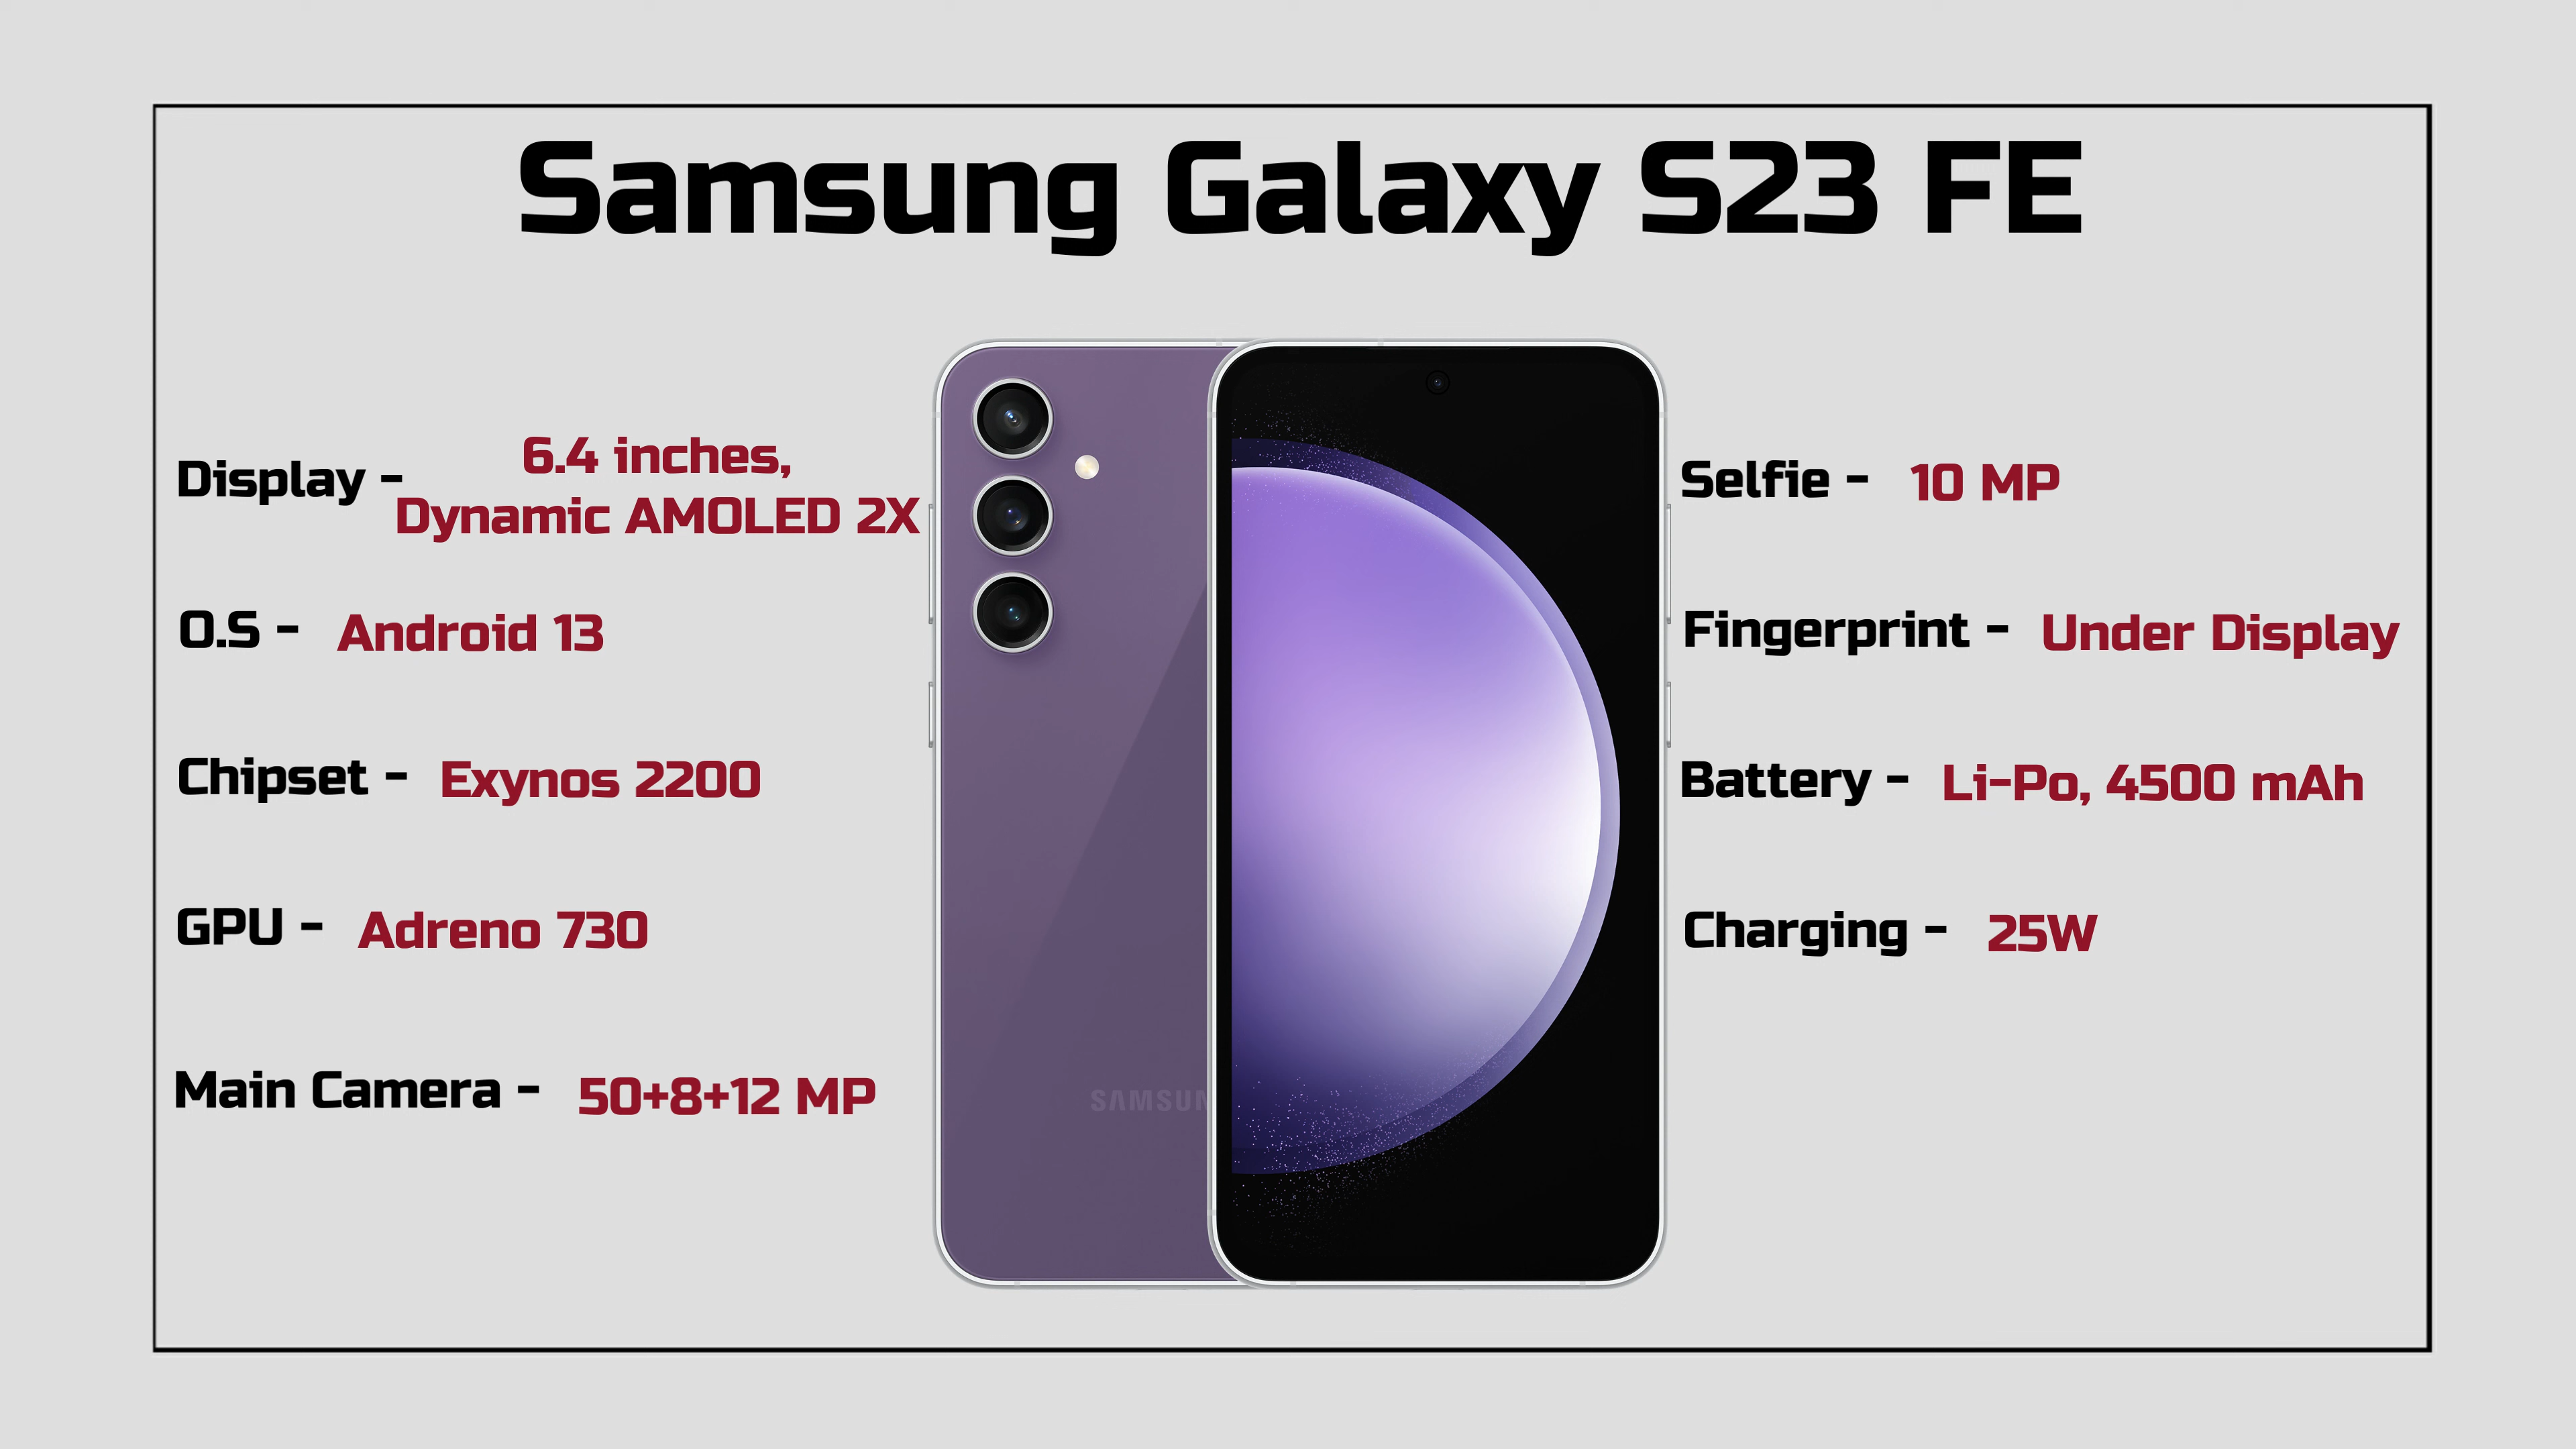 Samsung Galaxy S23 FE
Display - 6.4 inches,
Dynamic AMOLED 2X
O.S - Android 13
Chipset - Exynos 2200
GPU - Adreno 730
Main Camera - 50+8+12 MP
SAMSUN
Selfie - 10 MP
Fingerprint - Under Display
Battery - Li-Po, 4500 mAh
Charging - 25W